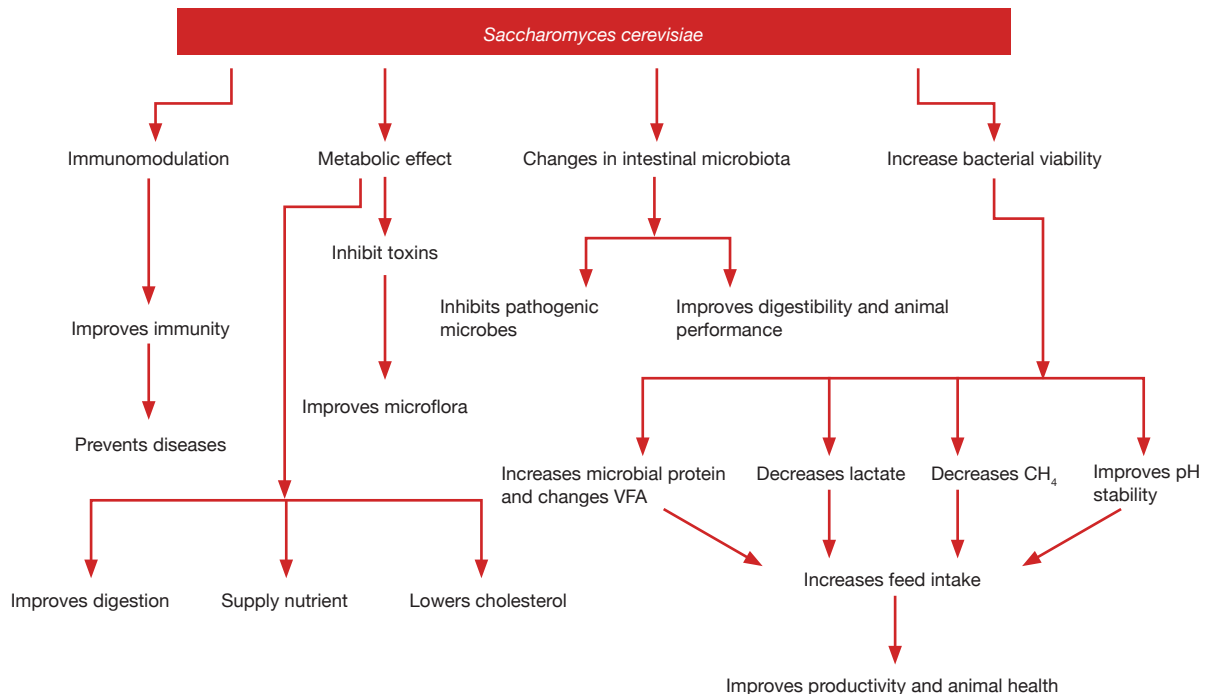 Saccharomyces cerevisiae
Immunomodulation
Metabolic effect
Changes in intestinal microbiota
Increase bacterial viability
Inhibit toxins
Inhibits pathogenic
microbes
Improves digestibility and animal
performance
Improves immunity
Improves microflora
Prevents diseases
Increases microbial protein
and changes VFA
Decreases lactate
Decreases CH₄
Improves pH
stability
Improves digestion
Supply nutrient
Lowers cholesterol
Increases feed intake
Improves productivity and animal health